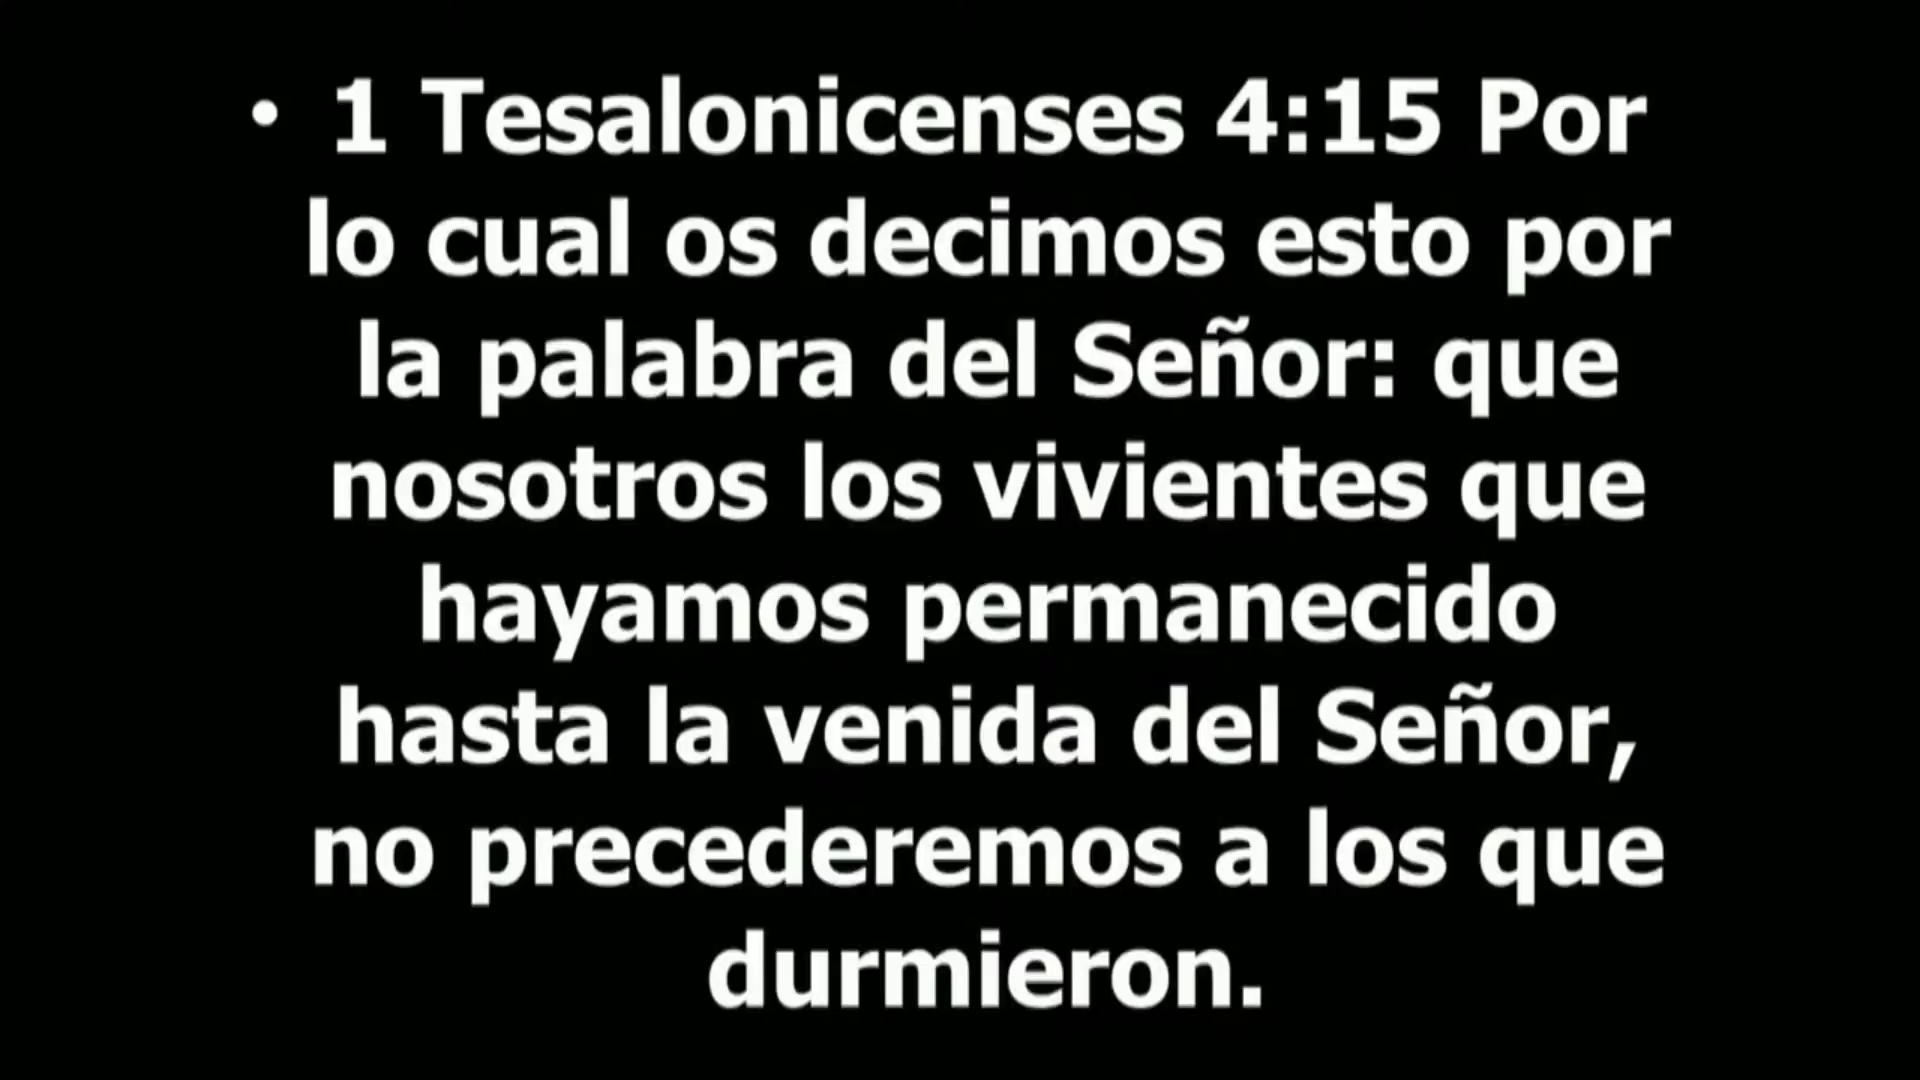 • 1 Tesalonicenses 4:15 Por
lo cual os decimos esto por
la palabra del Señor: que
nosotros los vivientes que
hayamos permanecido
hasta la venida del Señor,
no precederemos a los que
durmieron.